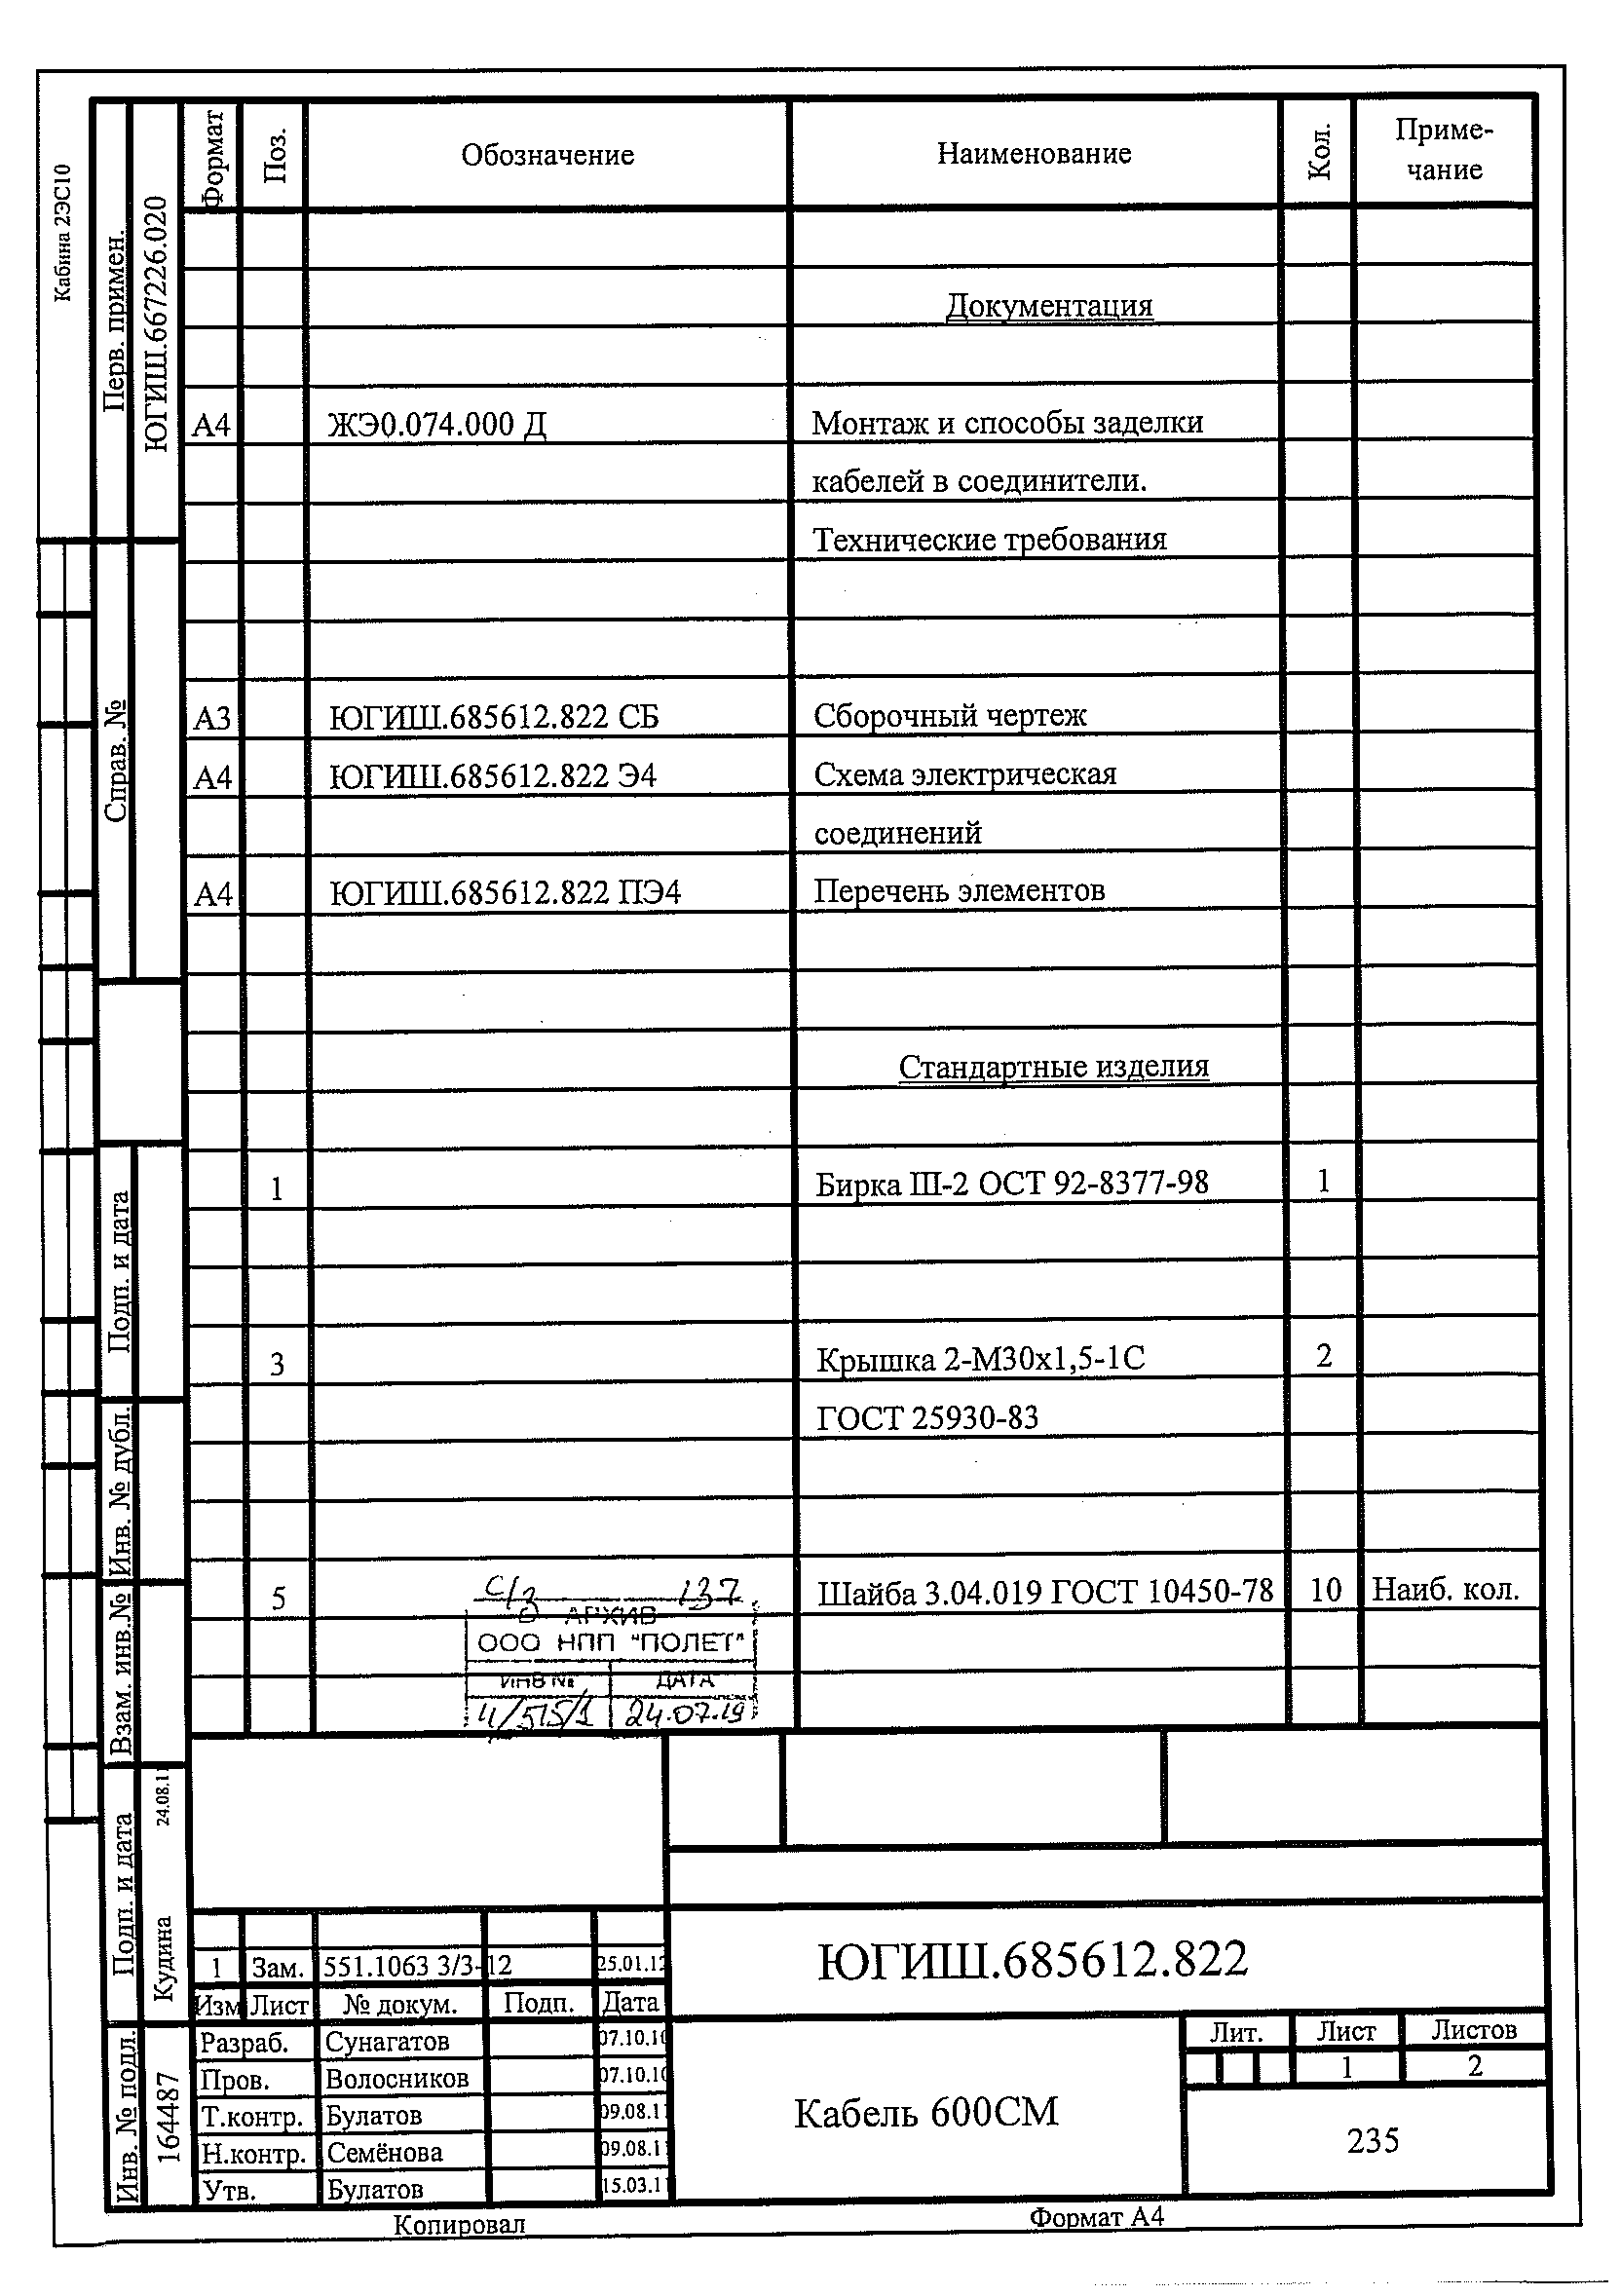 Кабина 2ЭС10
Перв. примен.
ЮГИШ.667226.020
Справ. №
Подп. и дата
Инв. № дубл.
Взам. инв.№
Подп. и дата
Кудина 24.08.11
Инв. № подл.
164487
Формат Поз. Обозначение Наименование Кол. Приме-
чание
Документация
А4 ЖЭ0.074.000 Д Монтаж и способы заделки
кабелей в соединители.
Технические требования
А3 ЮГИШ.685612.822 СБ Сборочный чертеж
А4 ЮГИШ.685612.822 Э4 Схема электрическая
соединений
А4 ЮГИШ.685612.822 ПЭ4 Перечень элементов
Стандартные изделия
1 Бирка Ш-2 ОСТ 92-8377-98 1
3 Крышка 2-М30х1,5-1С 2
ГОСТ 25930-83
5 Шайба 3.04.019 ГОСТ 10450-78 10 Наиб. кол.
137
АРХИВ
ООО НПП "ПОЛЕТ"
ИНВ № ДАТА
24.07.19
1 Зам. 551.1063 З/3-12 25.01.12
Изм Лист № докум. Подп. Дата
ЮГИШ.685612.822
Разраб. Сунагатов 07.10.10
Пров. Волосников 07.10.10
Т.контр. Булатов 09.08.11
Н.контр. Семёнова 09.08.11
Утв. Булатов 15.03.11
Кабель 600СМ
Лит. Лист Листов
1 2
235
Копировал Формат А4